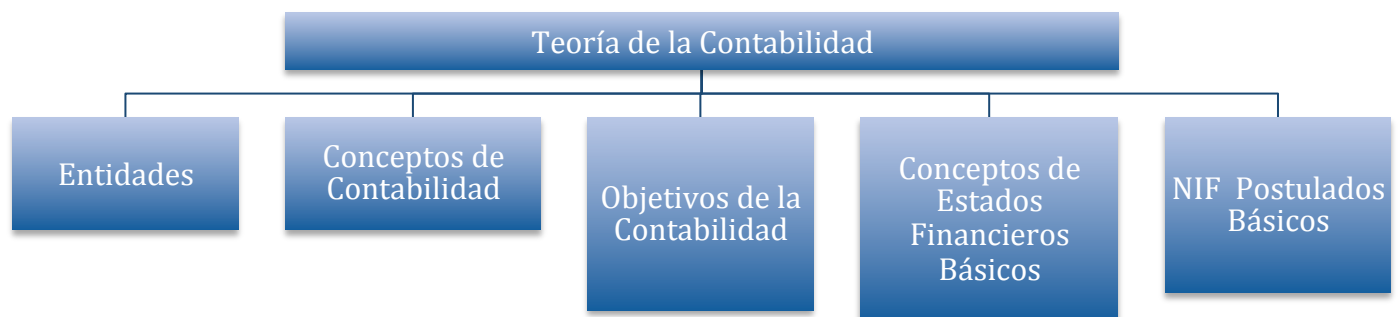 Teoría de la Contabilidad
Entidades
Conceptos de
Contabilidad
Objetivos de la
Contabilidad
Conceptos de
Estados
Financieros
Básicos
NIF Postulados
Básicos